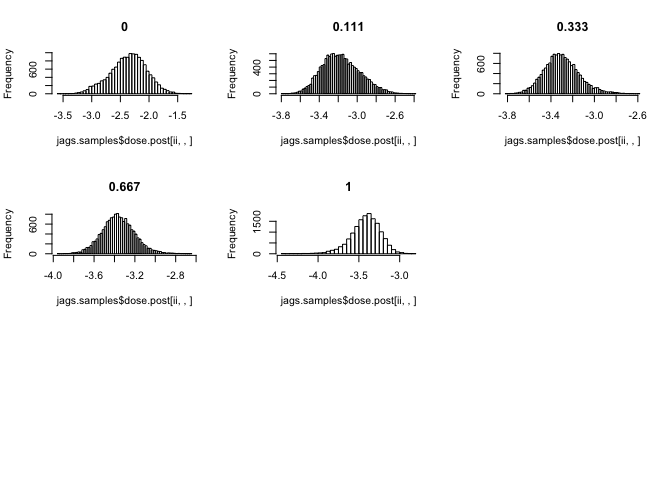 0
Frequency
0
600
-3.5 -3.0 -2.5 -2.0 -1.5
jags.samples$dose.post[ii, , ]
0.111
Frequency
0
400
-3.8 -3.4 -3.0 -2.6
jags.samples$dose.post[ii, , ]
0.333
Frequency
0
600
-3.8 -3.4 -3.0 -2.6
jags.samples$dose.post[ii, , ]
0.667
Frequency
0
600
-4.0 -3.6 -3.2 -2.8
jags.samples$dose.post[ii, , ]
1
Frequency
0
1500
-4.5 -4.0 -3.5 -3.0
jags.samples$dose.post[ii, , ]